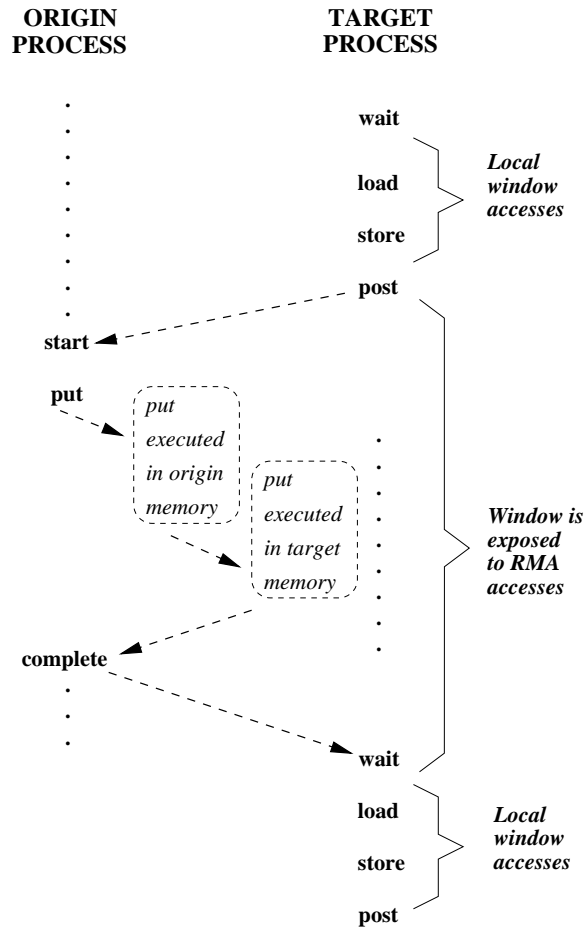 ORIGIN
PROCESS
TARGET
PROCESS
wait
load
store
Local
window
accesses
post
start
put
put
executed
in origin
memory
put
executed
in target
memory
Window is
exposed
to RMA
accesses
complete
wait
load
store
post
Local
window
accesses